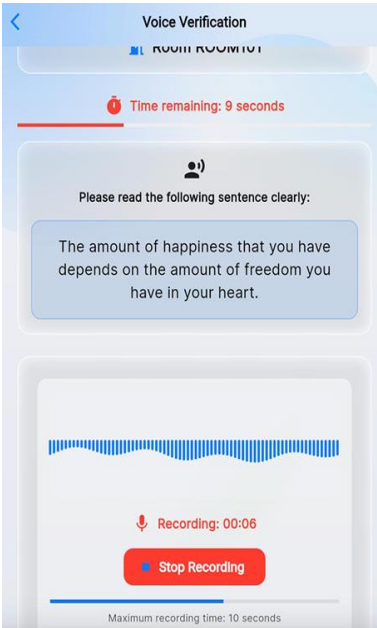 Voice Verification
Room ROOM101
Time remaining: 9 seconds
Please read the following sentence clearly:
The amount of happiness that you have
depends on the amount of freedom you
have in your heart.
Recording: 00:06
Stop Recording
Maximum recording time: 10 seconds